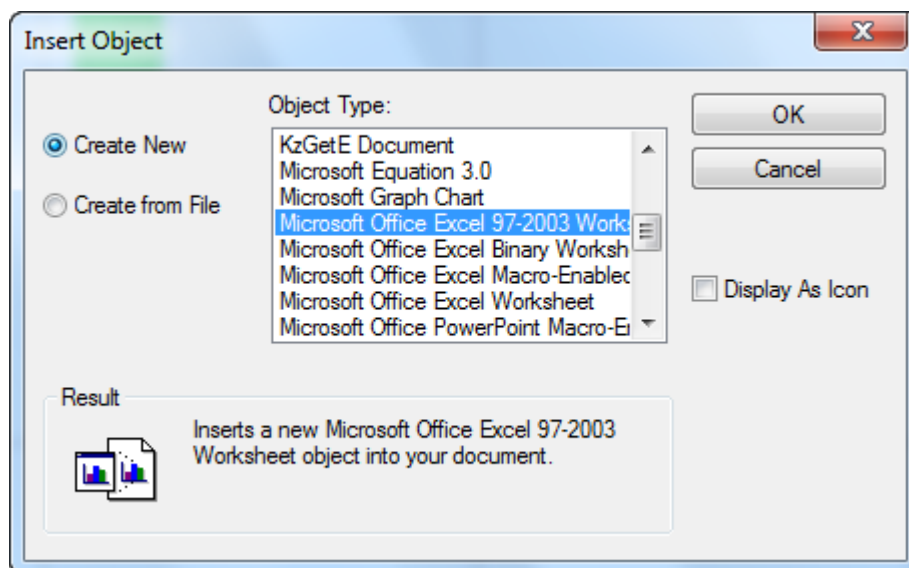 Insert Object
Object Type:
Create New
Create from File
KzGetE Document
Microsoft Equation 3.0
Microsoft Graph Chart
Microsoft Office Excel 97-2003 Works
Microsoft Office Excel Binary Worksh
Microsoft Office Excel Macro-Enabled
Microsoft Office Excel Worksheet
Microsoft Office PowerPoint Macro-En
OK
Cancel
Display As Icon
Result
Inserts a new Microsoft Office Excel 97-2003
Worksheet object into your document.